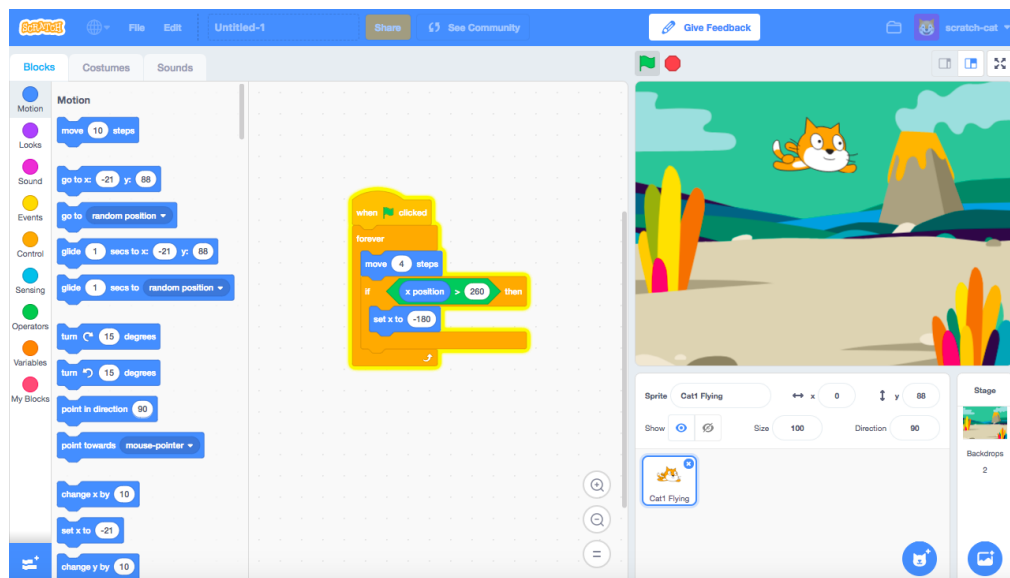 SCRATCH File Edit Untitled-1 Share See Community Give Feedback scratch-cat
Blocks Costumes Sounds
Motion
Looks
Sound
Events
Control
Sensing
Operators
Variables
My Blocks
Motion
move 10 steps
go to x: -21 y: 88
go to random position
glide 1 secs to x: -21 y: 88
glide 1 secs to random position
turn 15 degrees
turn 15 degrees
point in direction 90
point towards mouse-pointer
change x by 10
set x to -21
change y by 10
when clicked
forever
move 4 steps
if x position > 260 then
set x to -180
Sprite Cat1 Flying x 0 y 88
Show Size 100 Direction 90
Cat1 Flying
Stage
Backdrops
2